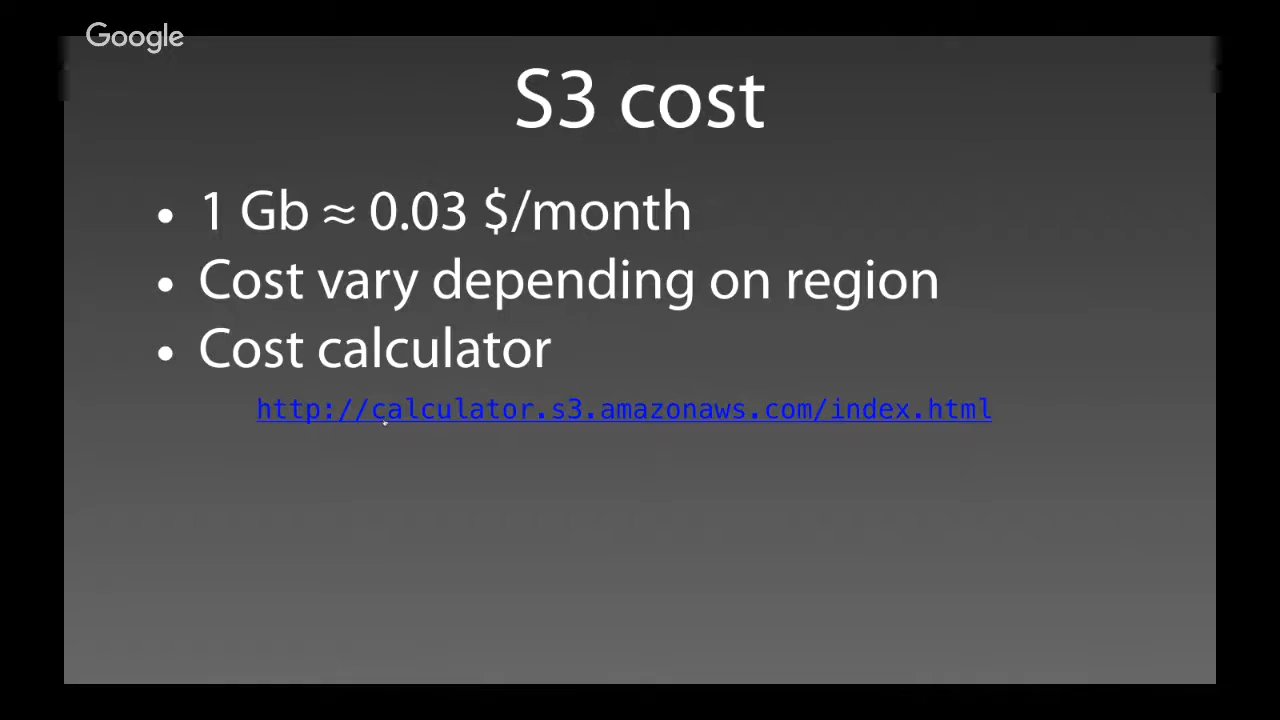 Google
S3 cost
• 1 Gb ≈ 0.03 $/month
• Cost vary depending on region
• Cost calculator
http://calculator.s3.amazonaws.com/index.html